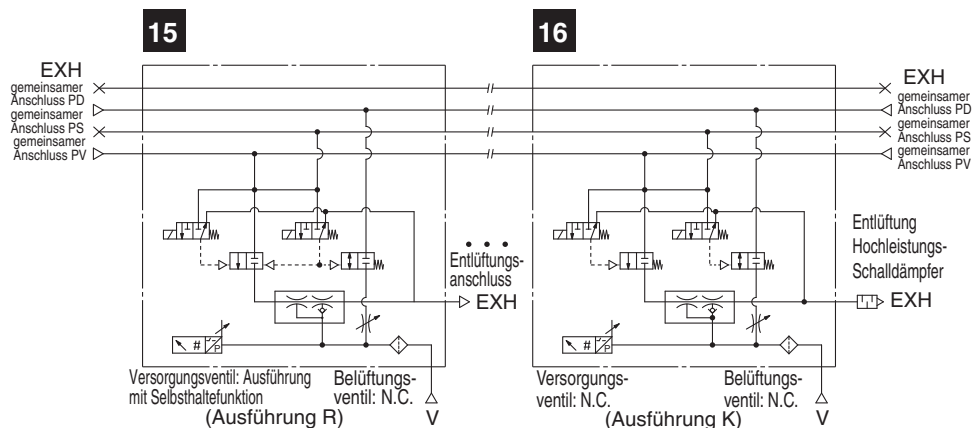 15
16
EXH
gemeinsamer
Anschluss PD
gemeinsamer
Anschluss PS
gemeinsamer
Anschluss PV
EXH
gemeinsamer
Anschluss PD
gemeinsamer
Anschluss PS
gemeinsamer
Anschluss PV
Entlüftungs-
anschluss
EXH
Entlüftung
Hochleistungs-
Schalldämpfer
EXH
# P
# P
Versorgungsventil: Ausführung
mit Selbsthaltefunktion
Belüftungs-
ventil: N.C.
V
(Ausführung R)
Versorgungs-
ventil: N.C.
Belüftungs-
ventil: N.C.
V
(Ausführung K)